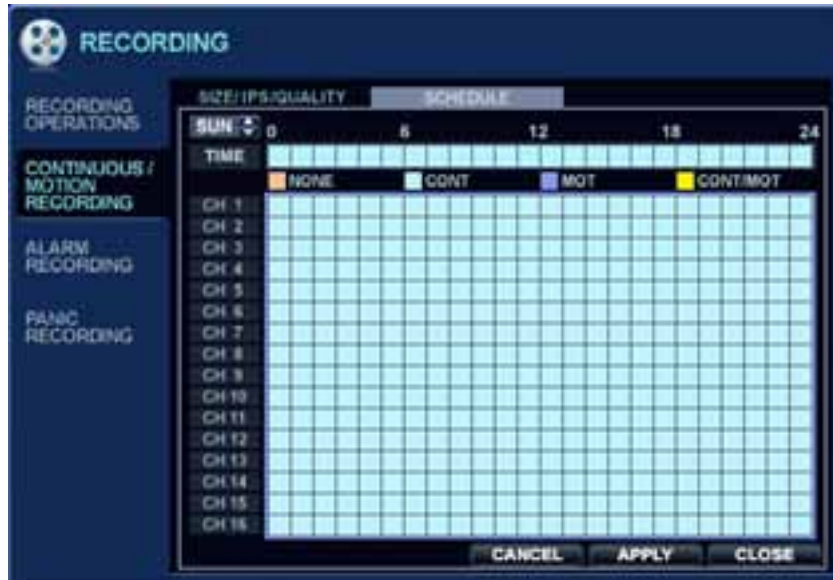 RECORDING
RECORDING
OPERATIONS
CONTINUOUS /
MOTION
RECORDING
ALARM
RECORDING
PANIC
RECORDING
SIZE/IPS/QUALITY SCHEDULE
SUN 0 6 12 18 24
TIME
NONE CONT MOT CONT/MOT
CH 1
CH 2
CH 3
CH 4
CH 5
CH 6
CH 7
CH 8
CH 9
CH 10
CH 11
CH 12
CH 13
CH 14
CH 15
CH 16
CANCEL APPLY CLOSE